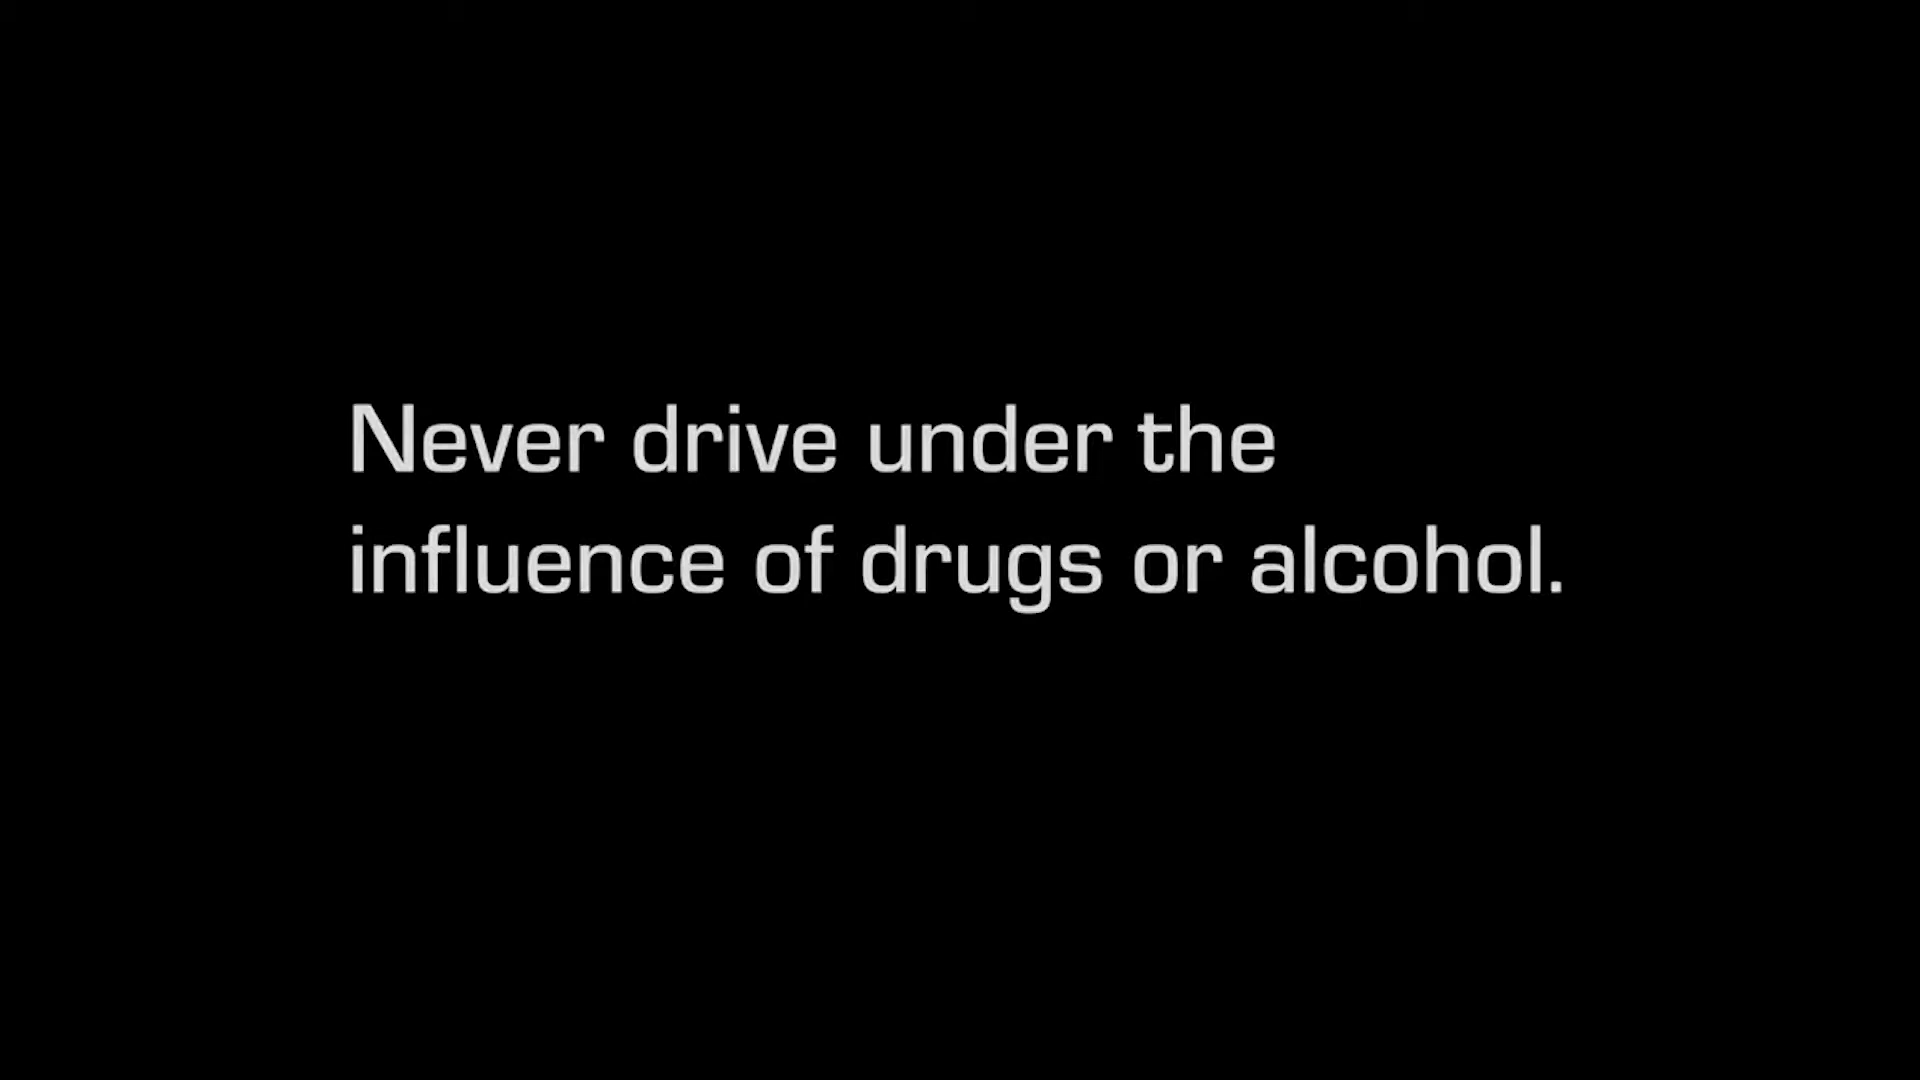 Never drive under the
influence of drugs or alcohol.